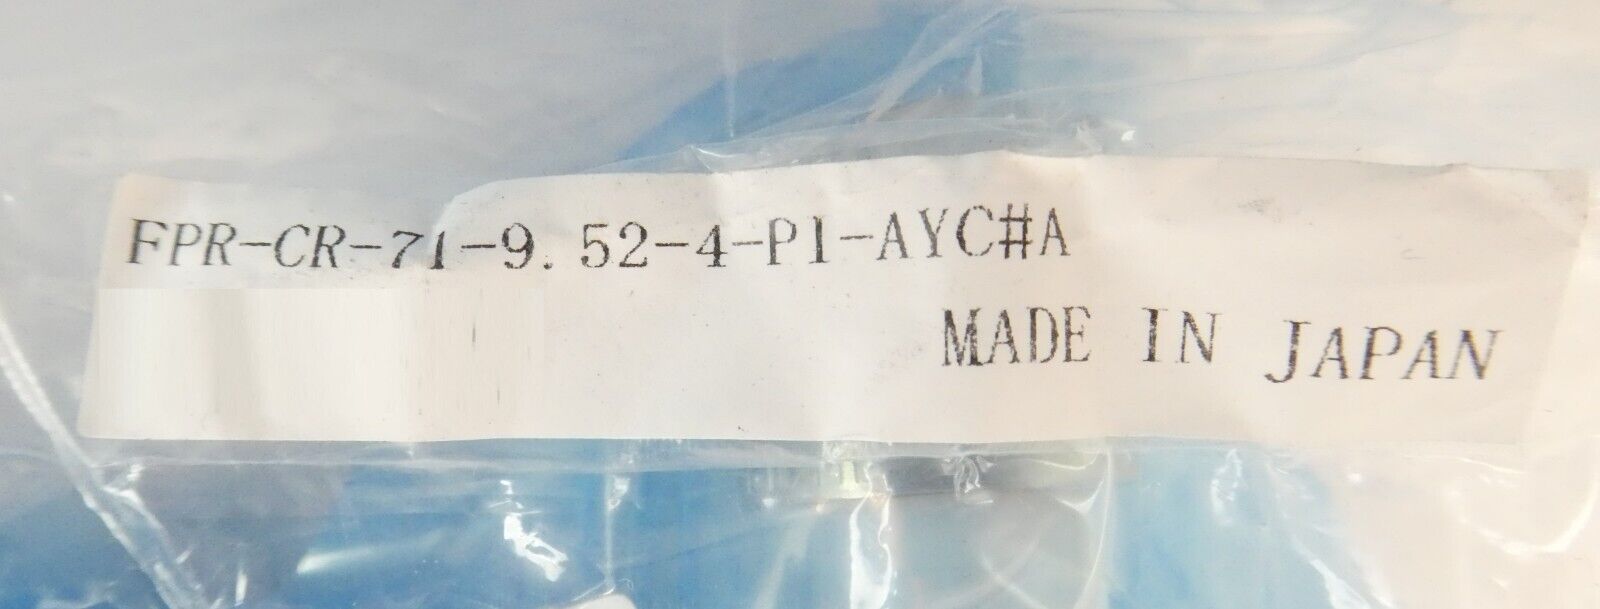 FPR-CR-71-9.52-4-P1-AYC#A
MADE IN JAPAN